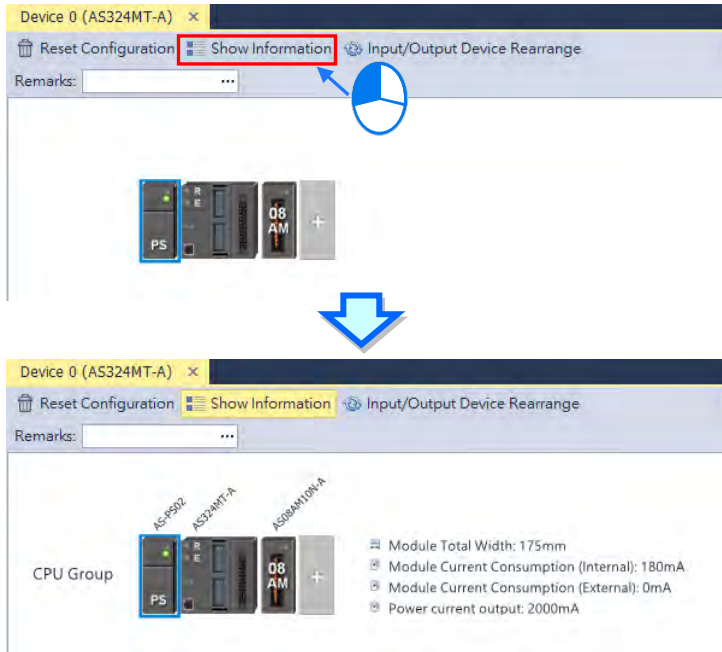 Device 0 (AS324MT-A) ×
Reset Configuration Show Information Input/Output Device Rearrange
Remarks: ...
R
E
08
AM
PS
+
Device 0 (AS324MT-A) ×
Reset Configuration Show Information Input/Output Device Rearrange
Remarks: ...
AS-PS02 AS324MT-A AS08AM10N-A
CPU Group
R
E
08
AM
PS
+
Module Total Width: 175mm
Module Current Consumption (Internal): 180mA
Module Current Consumption (External): 0mA
Power current output: 2000mA